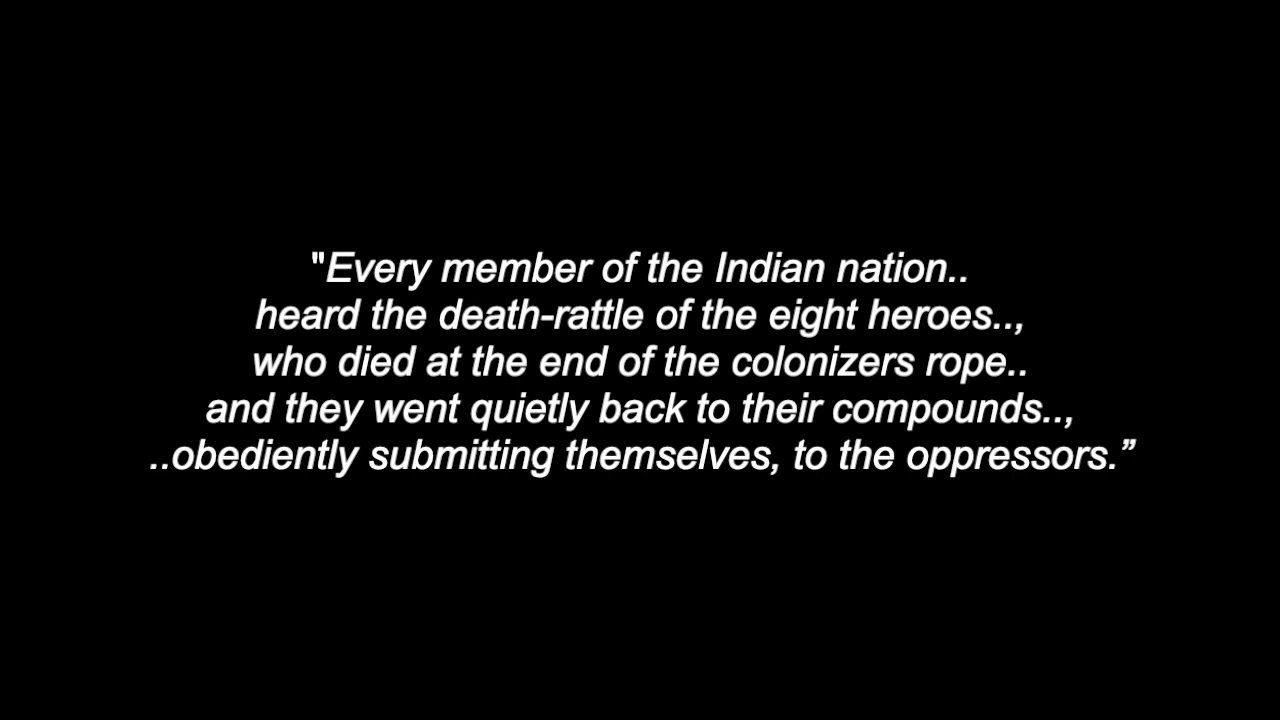 "Every member of the Indian nation..
heard the death-rattle of the eight heroes..,
who died at the end of the colonizers rope..
and they went quietly back to their compounds..,
..obediently submitting themselves, to the oppressors.”